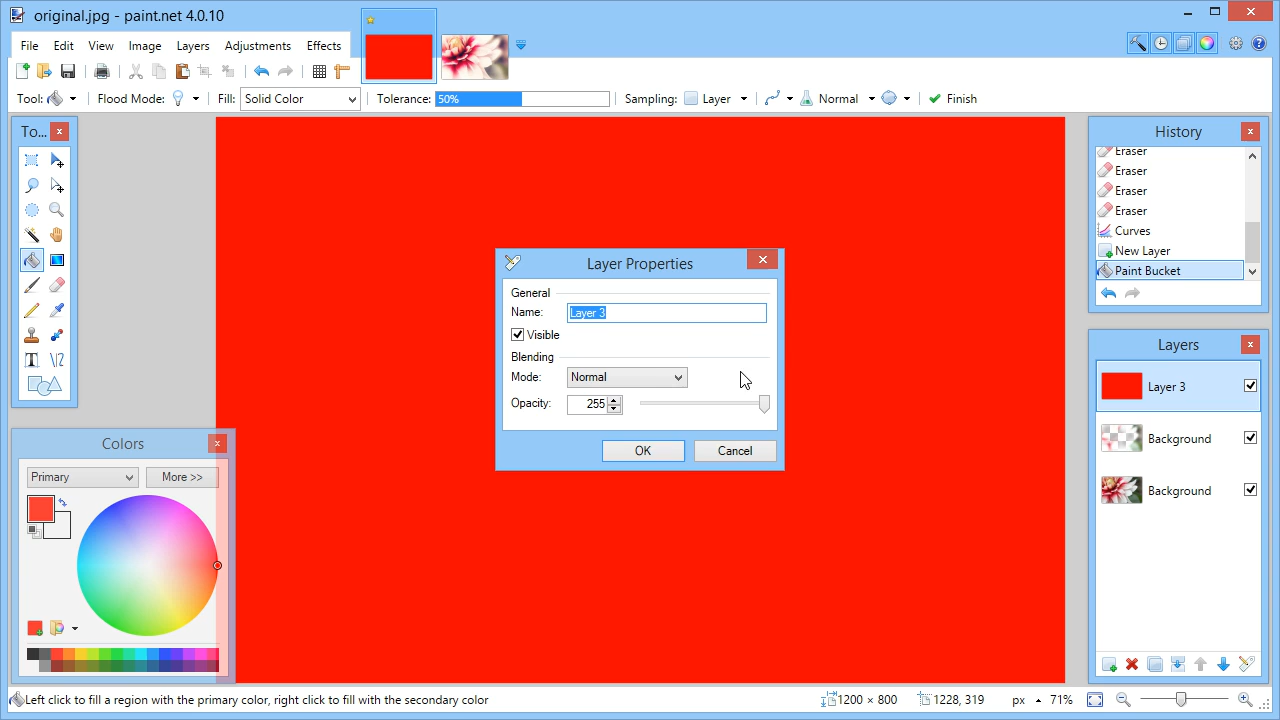 original.jpg - paint.net 4.0.10
File Edit View Image Layers Adjustments Effects
Tool: Flood Mode: Fill: Solid Color Tolerance: 50% Sampling: Layer Normal Finish
To...
History
Eraser
Eraser
Eraser
Eraser
Curves
New Layer
Paint Bucket
Layer Properties
General
Name: Layer 3
Visible
Blending
Mode: Normal
Opacity: 255
OK Cancel
Layers
Layer 3
Background
Background
Colors
Primary More >>
Left click to fill a region with the primary color, right click to fill with the secondary color 1200 × 800 1228, 319 px 71%